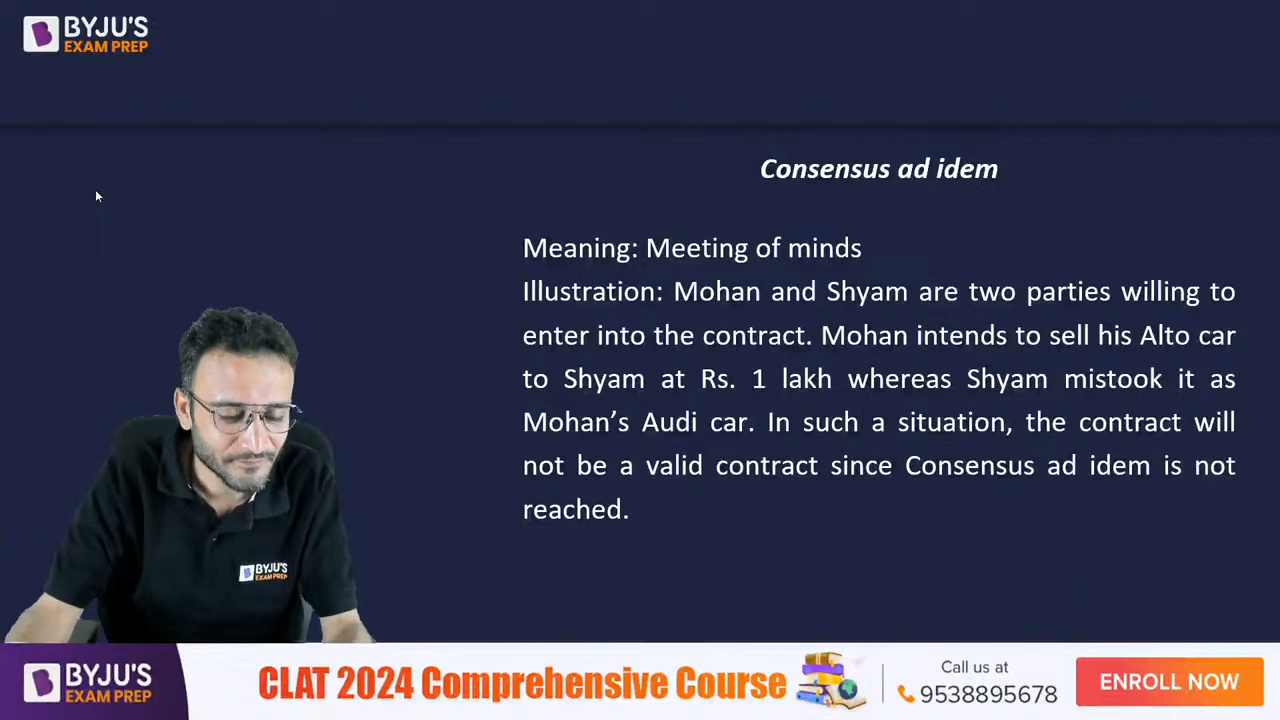 BYJU'S
EXAM PREP
Consensus ad idem
Meaning: Meeting of minds
Illustration: Mohan and Shyam are two parties willing to
enter into the contract. Mohan intends to sell his Alto car
to Shyam at Rs. 1 lakh whereas Shyam mistook it as
Mohan’s Audi car. In such a situation, the contract will
not be a valid contract since Consensus ad idem is not
reached.
BYJU'S
EXAM PREP
BYJU'S
EXAM PREP
CLAT 2024 Comprehensive Course
Call us at
9538895678
ENROLL NOW